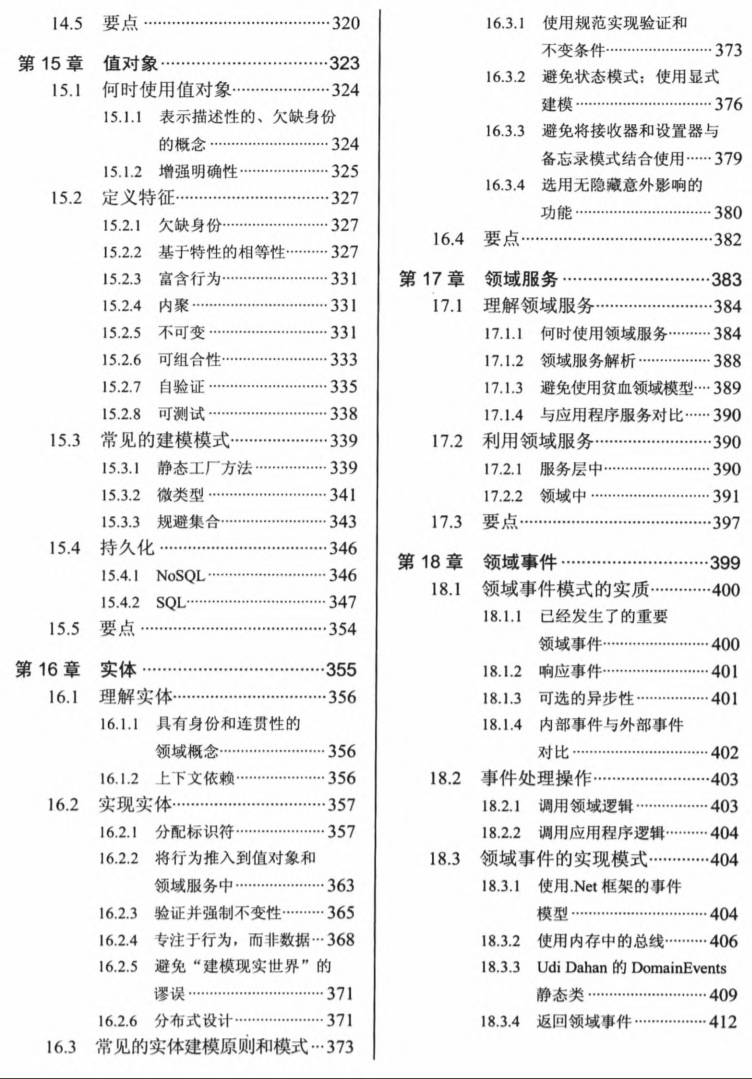 14.5 要点 ·························· 320
第 15 章 值对象 ·························· 323
15.1 何时使用值对象 ·················· 324
15.1.1 表示描述性的、欠缺身份
的概念 ·················· 324
15.1.2 增强明确性 ·················· 325
15.2 定义特征 ·················· 327
15.2.1 欠缺身份 ·················· 327
15.2.2 基于特性的相等性 ········· 327
15.2.3 富含行为 ·················· 331
15.2.4 内聚 ·················· 331
15.2.5 不可变 ·················· 331
15.2.6 可组合性 ·················· 333
15.2.7 自验证 ·················· 335
15.2.8 可测试 ·················· 338
15.3 常见的建模模式 ·················· 339
15.3.1 静态工厂方法 ·············· 339
15.3.2 微类型 ·················· 341
15.3.3 规避集合 ·················· 343
15.4 持久化 ·················· 346
15.4.1 NoSQL ·················· 346
15.4.2 SQL ·················· 347
15.5 要点 ·························· 354
第 16 章 实体 ·························· 355
16.1 理解实体 ·················· 356
16.1.1 具有身份和连贯性的
领域概念 ·················· 356
16.1.2 上下文依赖 ·················· 356
16.2 实现实体 ·················· 357
16.2.1 分配标识符 ·················· 357
16.2.2 将行为推入到值对象和
领域服务中 ·················· 363
16.2.3 验证并强制不变性 ········· 365
16.2.4 专注于行为，而非数据 ··· 368
16.2.5 避免“建模现实世界”的
谬误 ·················· 371
16.2.6 分布式设计 ·················· 371
16.3 常见的实体建模原则和模式 ··· 373
16.3.1 使用规范实现验证和
不变条件 ·················· 373
16.3.2 避免状态模式；使用显式
建模 ·················· 376
16.3.3 避免将接收器和设置器与
备忘录模式结合使用 ······ 379
16.3.4 选用无隐藏意外影响的
功能 ·················· 380
16.4 要点 ·························· 382
第 17 章 领域服务 ·························· 383
17.1 理解领域服务 ·················· 384
17.1.1 何时使用领域服务 ········· 384
17.1.2 领域服务解析 ·············· 388
17.1.3 避免使用贫血领域模型 ··· 389
17.1.4 与应用程序服务对比 ······ 390
17.2 利用领域服务 ·················· 390
17.2.1 服务层中 ·················· 390
17.2.2 领域中 ·················· 391
17.3 要点 ·························· 397
第 18 章 领域事件 ·························· 399
18.1 领域事件模式的实质 ············ 400
18.1.1 已经发生了的重要
领域事件 ·················· 400
18.1.2 响应事件 ·················· 401
18.1.3 可选的异步性 ·············· 401
18.1.4 内部事件与外部事件
对比 ·················· 402
18.2 事件处理操作 ·················· 403
18.2.1 调用领域逻辑 ·············· 403
18.2.2 调用应用程序逻辑 ········· 404
18.3 领域事件的实现模式 ············ 404
18.3.1 使用.Net 框架的事件
模型 ·················· 404
18.3.2 使用内存中的总线 ········· 406
18.3.3 Udi Dahan 的 DomainEvents
静态类 ·················· 409
18.3.4 返回领域事件 ·············· 412